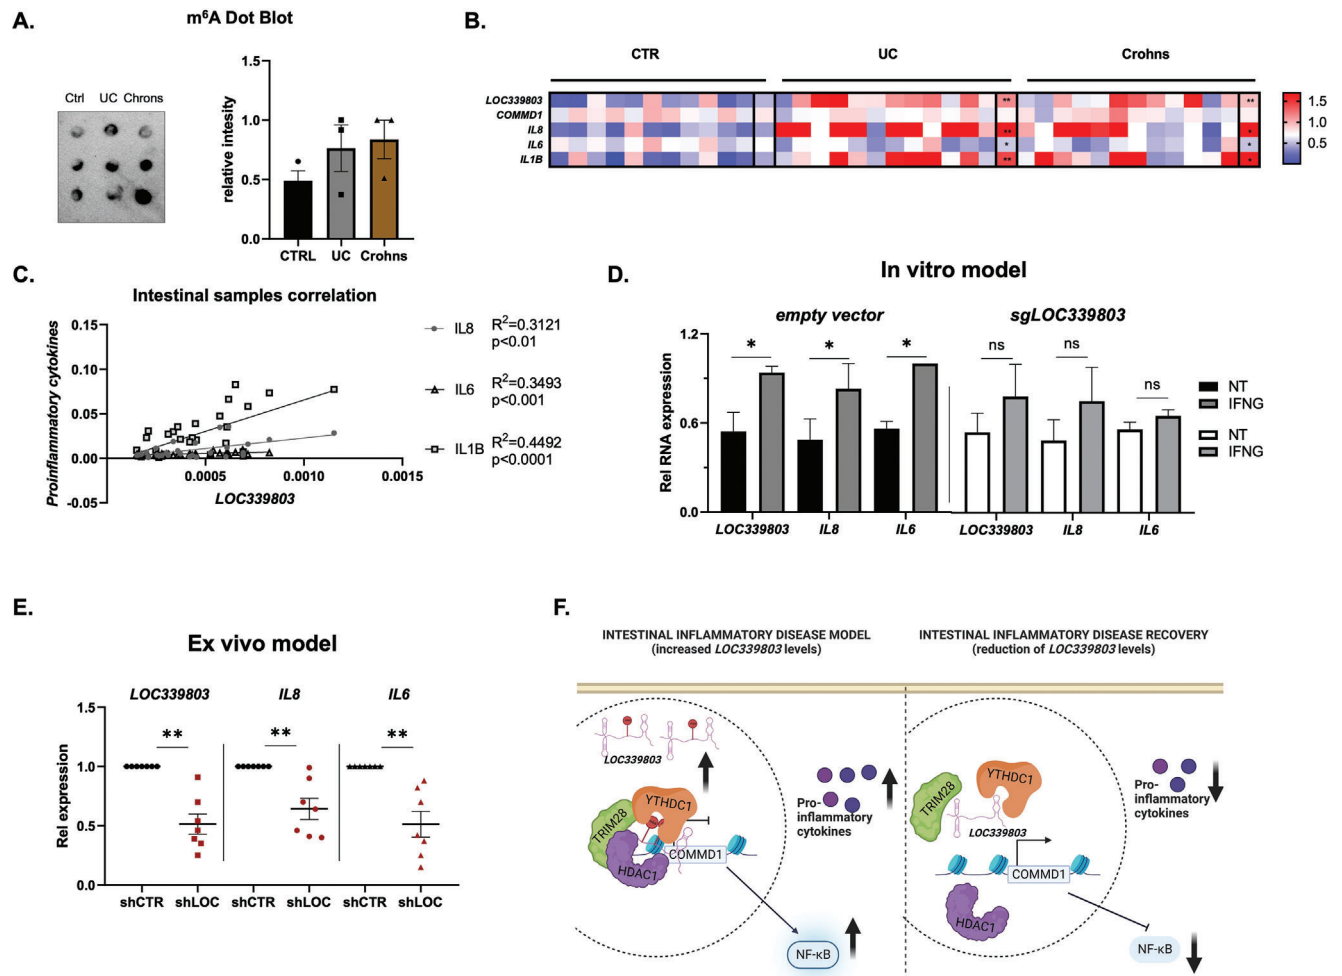 A.
m⁶A Dot Blot
Ctrl UC Chrons
relative intesity
1.5
1.0
0.5
0.0
CTRL UC Crohns
B.
CTR UC Crohns
LOC339803 ** **
COMMD1
IL8 ** *
IL6 * *
IL1B ** *
1.5
1.0
0.5
C.
Intestinal samples correlation
Proinflammatory cytokines
0.15
0.10
0.05
0.00
-0.05
0.0005 0.0010 0.0015
LOC339803
IL8 R²=0.3121
p<0.01
IL6 R²=0.3493
p<0.001
IL1B R²=0.4492
p<0.0001
D.
In vitro model
empty vector sgLOC339803
Rel RNA expression
1.2
0.6
0.0
* * * ns ns ns
LOC339803 IL8 IL6 LOC339803 IL8 IL6
NT
IFNG
NT
IFNG
E.
Ex vivo model
LOC339803 IL8 IL6
** ** **
Rel expression
1.5
1.0
0.5
0.0
shCTR shLOC shCTR shLOC shCTR shLOC
F.
INTESTINAL INFLAMMATORY DISEASE MODEL
(increased LOC339803 levels)
LOC339803
TRIM28
YTHDC1
HDAC1
COMMD1
Pro-
inflammatory
cytokines
NF-κB
INTESTINAL INFLAMMATORY DISEASE RECOVERY
(reduction of LOC339803 levels)
TRIM28
YTHDC1
LOC339803
COMMD1
HDAC1
Pro-
inflammatory
cytokines
NF-κB